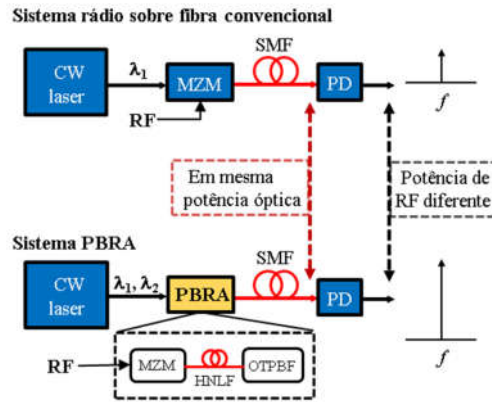 Sistema rádio sobre fibra convencional
CW
laser
λ1
MZM
RF
SMF
PD
f
Em mesma
potência óptica
Potência de
RF diferente
Sistema PBRA
CW
laser
λ1, λ2
PBRA
SMF
PD
f
RF
MZM
HNLF
OTPBF